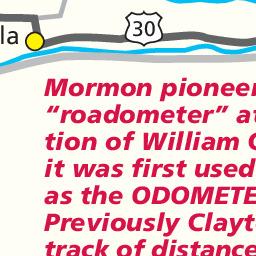 la
30
Mormon pioneer
“roadometer” at
tion of William C
it was first used
as the ODOMETE
Previously Clayt
track of distance